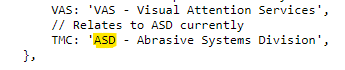 VAS: 'VAS - Visual Attention Services',
// Relates to ASD currently
TMC: 'ASD - Abrasive Systems Division',
},